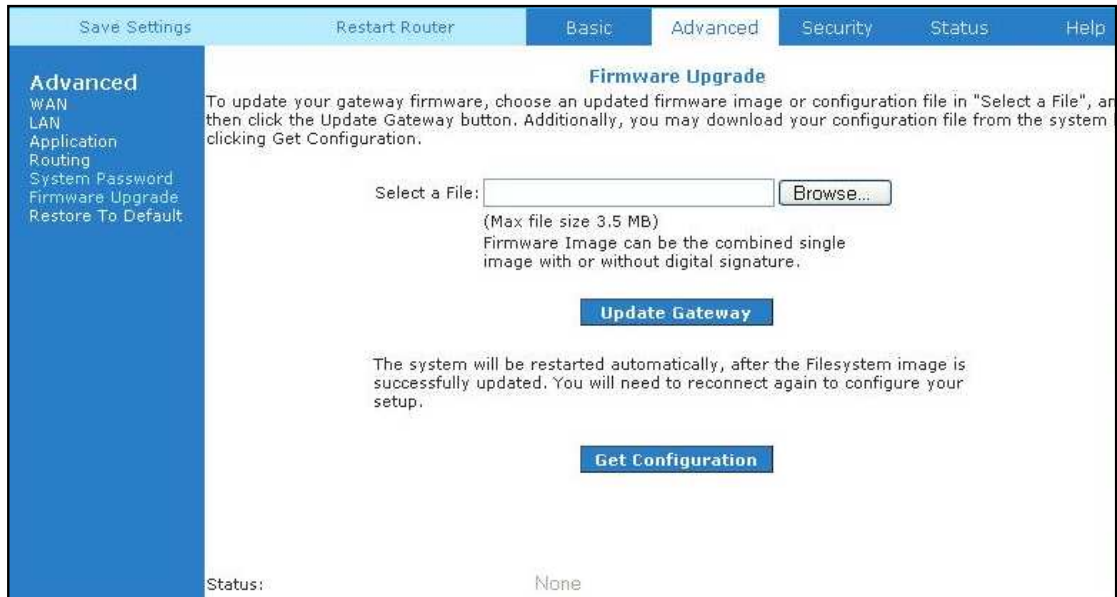 Save Settings Restart Router Basic Advanced Security Status Help
Advanced
WAN
LAN
Application
Routing
System Password
Firmware Upgrade
Restore To Default
Firmware Upgrade
To update your gateway firmware, choose an updated firmware image or configuration file in "Select a File", an
then click the Update Gateway button. Additionally, you may download your configuration file from the system
clicking Get Configuration.
Select a File: Browse...
(Max file size 3.5 MB)
Firmware Image can be the combined single
image with or without digital signature.
Update Gateway
The system will be restarted automatically, after the Filesystem image is
successfully updated. You will need to reconnect again to configure your
setup.
Get Configuration
Status: None